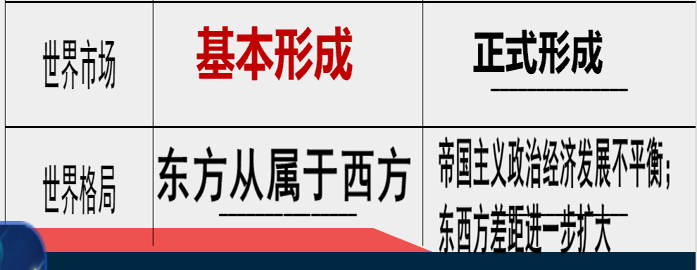 世界市场
基本形成
正式形成
世界格局
东方从属于西方
帝国主义政治经济发展不平衡；
东西方差距进一步扩大